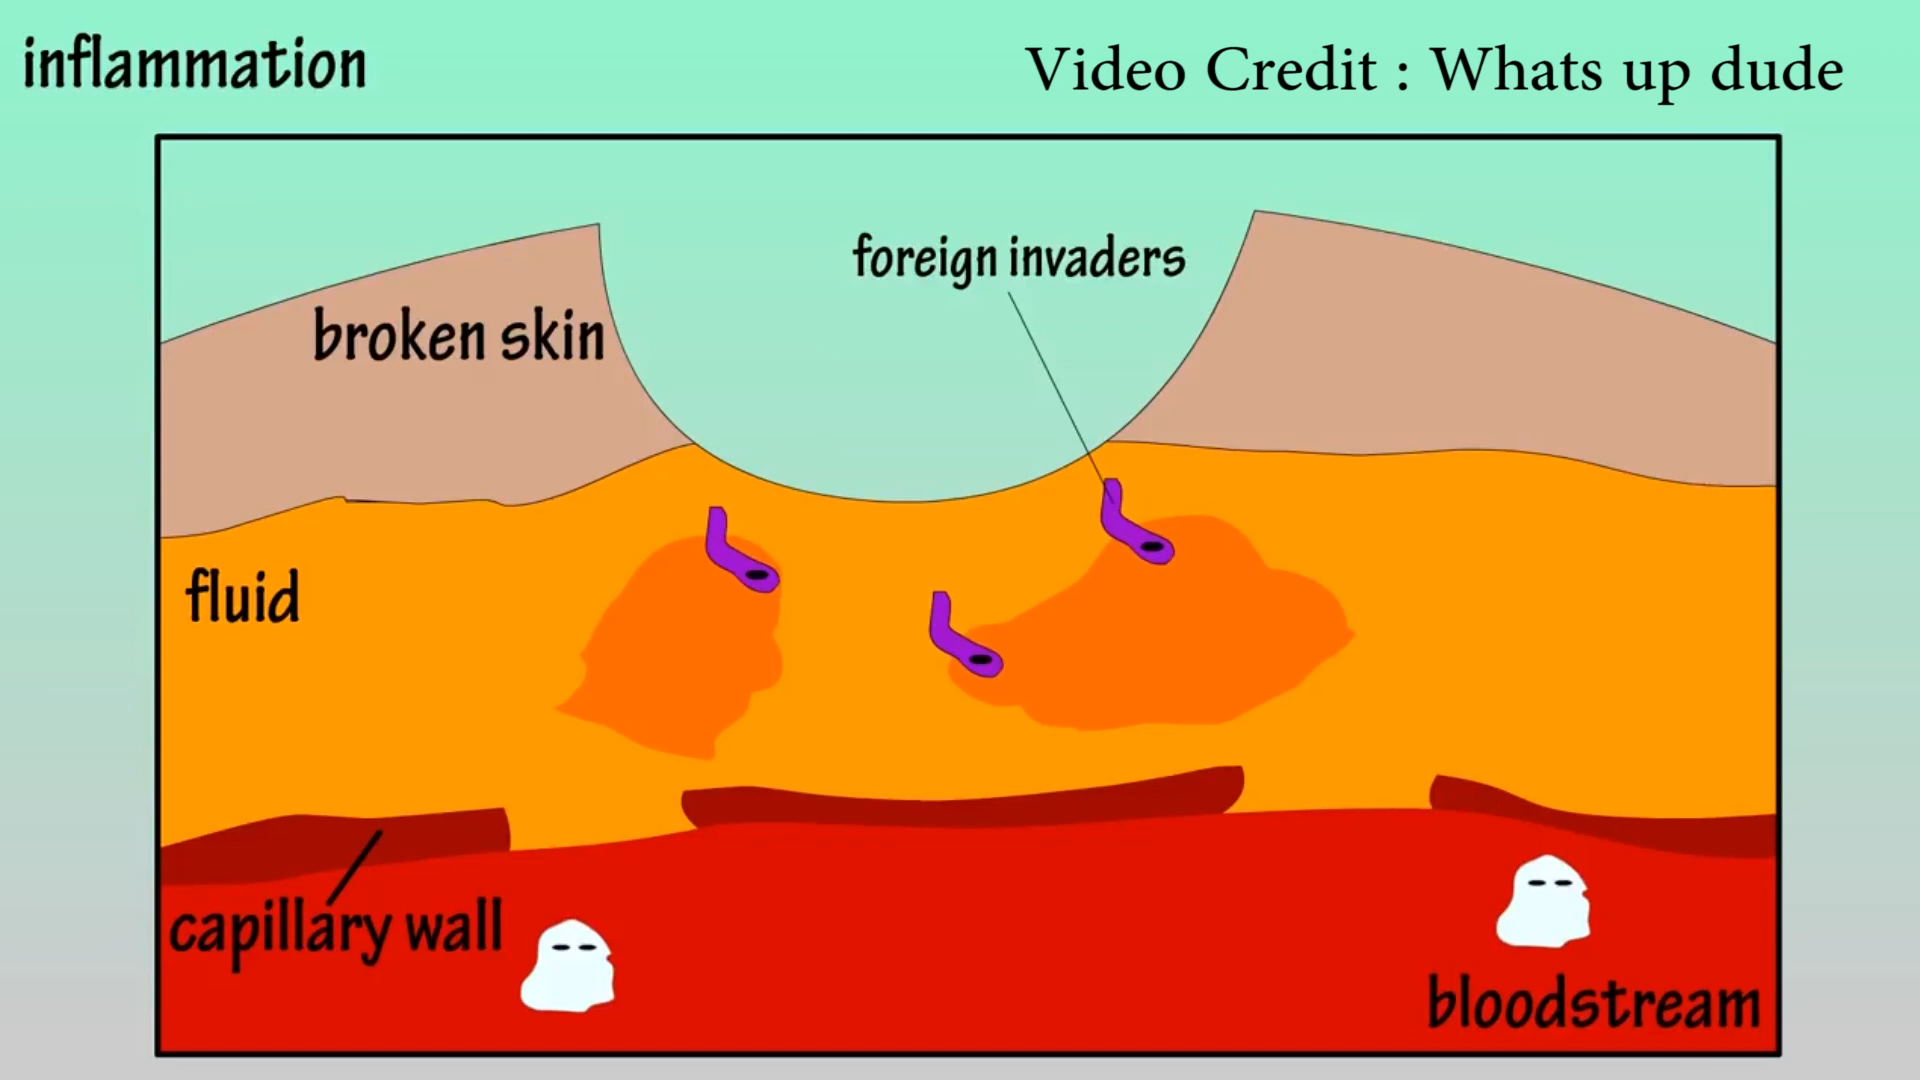 inflammation
Video Credit : Whats up dude
foreign invaders
broken skin
fluid
capillary wall
bloodstream